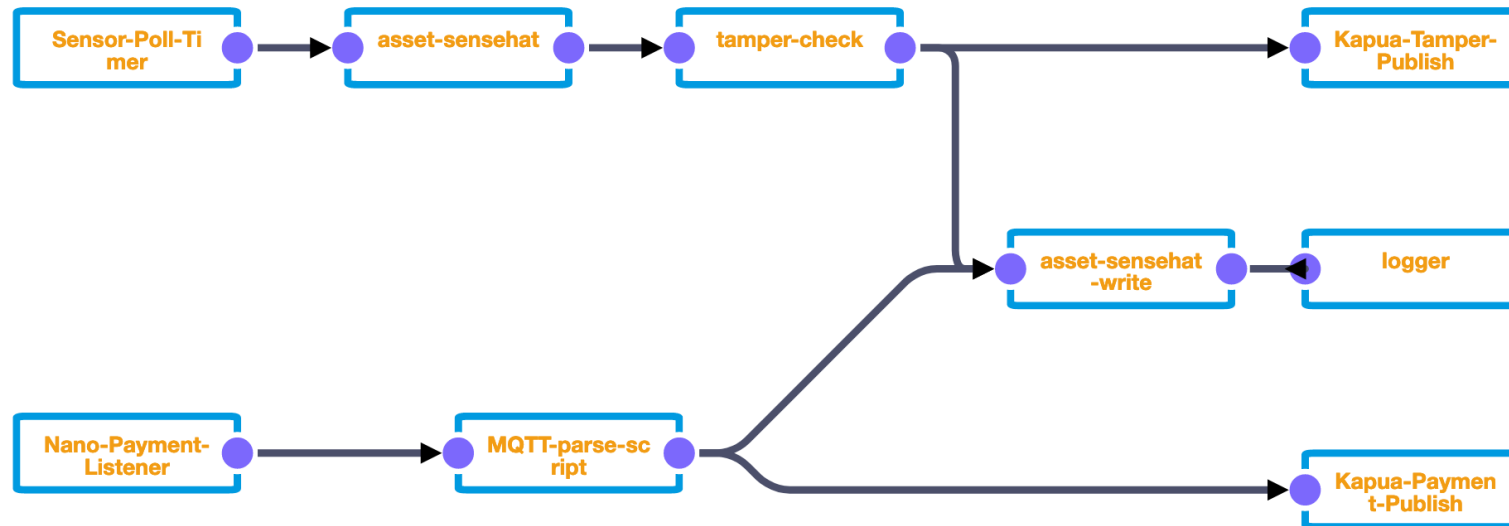 Sensor-Poll-Ti
mer
asset-sensehat
tamper-check
Kapua-Tamper-
Publish
asset-sensehat
-write
logger
Nano-Payment-
Listener
MQTT-parse-sc
ript
Kapua-Paymen
t-Publish